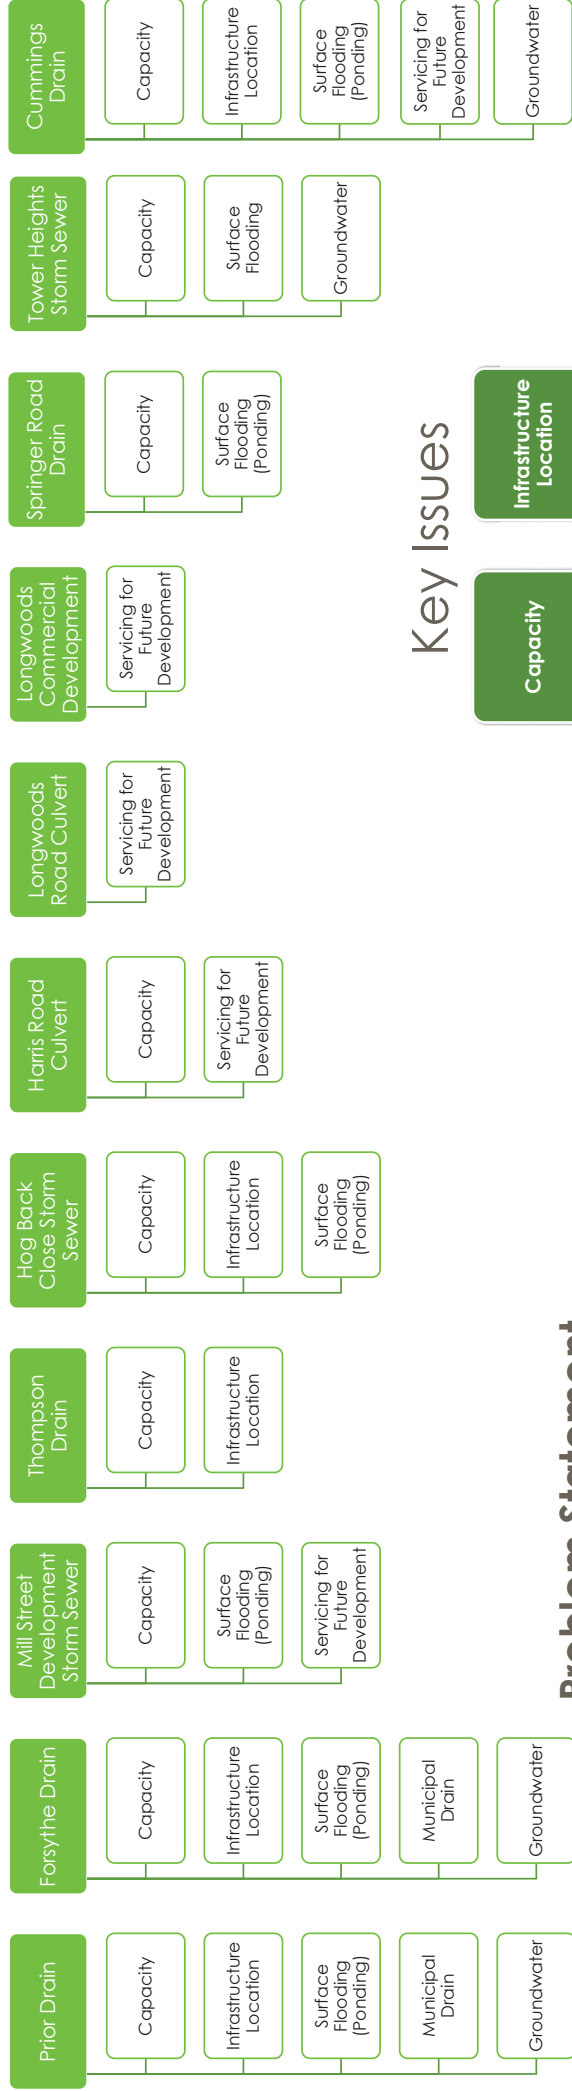 Prior Drain
Capacity
Infrastructure
Location
Surface
Flooding
(Ponding)
Municipal
Drain
Groundwater
Forsythe Drain
Capacity
Infrastructure
Location
Surface
Flooding
(Ponding)
Municipal
Drain
Groundwater
Mill Street
Development
Storm Sewer
Capacity
Surface
Flooding
(Ponding)
Servicing for
Future
Development
Thompson
Drain
Capacity
Infrastructure
Location
Hog Back
Close Storm
Sewer
Capacity
Infrastructure
Location
Surface
Flooding
(Ponding)
Harris Road
Culvert
Capacity
Servicing for
Future
Development
Longwoods
Road Culvert
Servicing for
Future
Development
Longwoods
Commercial
Development
Servicing for
Future
Development
Springer Road
Drain
Capacity
Surface
Flooding
(Ponding)
Tower Heights
Storm Sewer
Capacity
Surface
Flooding
Groundwater
Cummings
Drain
Capacity
Infrastructure
Location
Surface
Flooding
(Ponding)
Servicing for
Future
Development
Groundwater
Key Issues
Capacity
Infrastructure
Location
Problem Statement